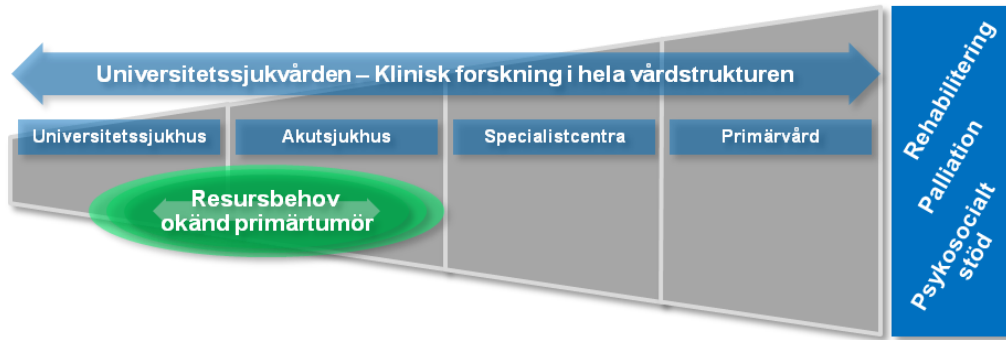 Universitetssjukvården – Klinisk forskning i hela vårdstrukturen
Universitetssjukhus
Akutsjukhus
Specialistcentra
Primärvård
Resursbehov
okänd primärtumör
Rehabilitering
Palliation
Psykosocialt
stöd